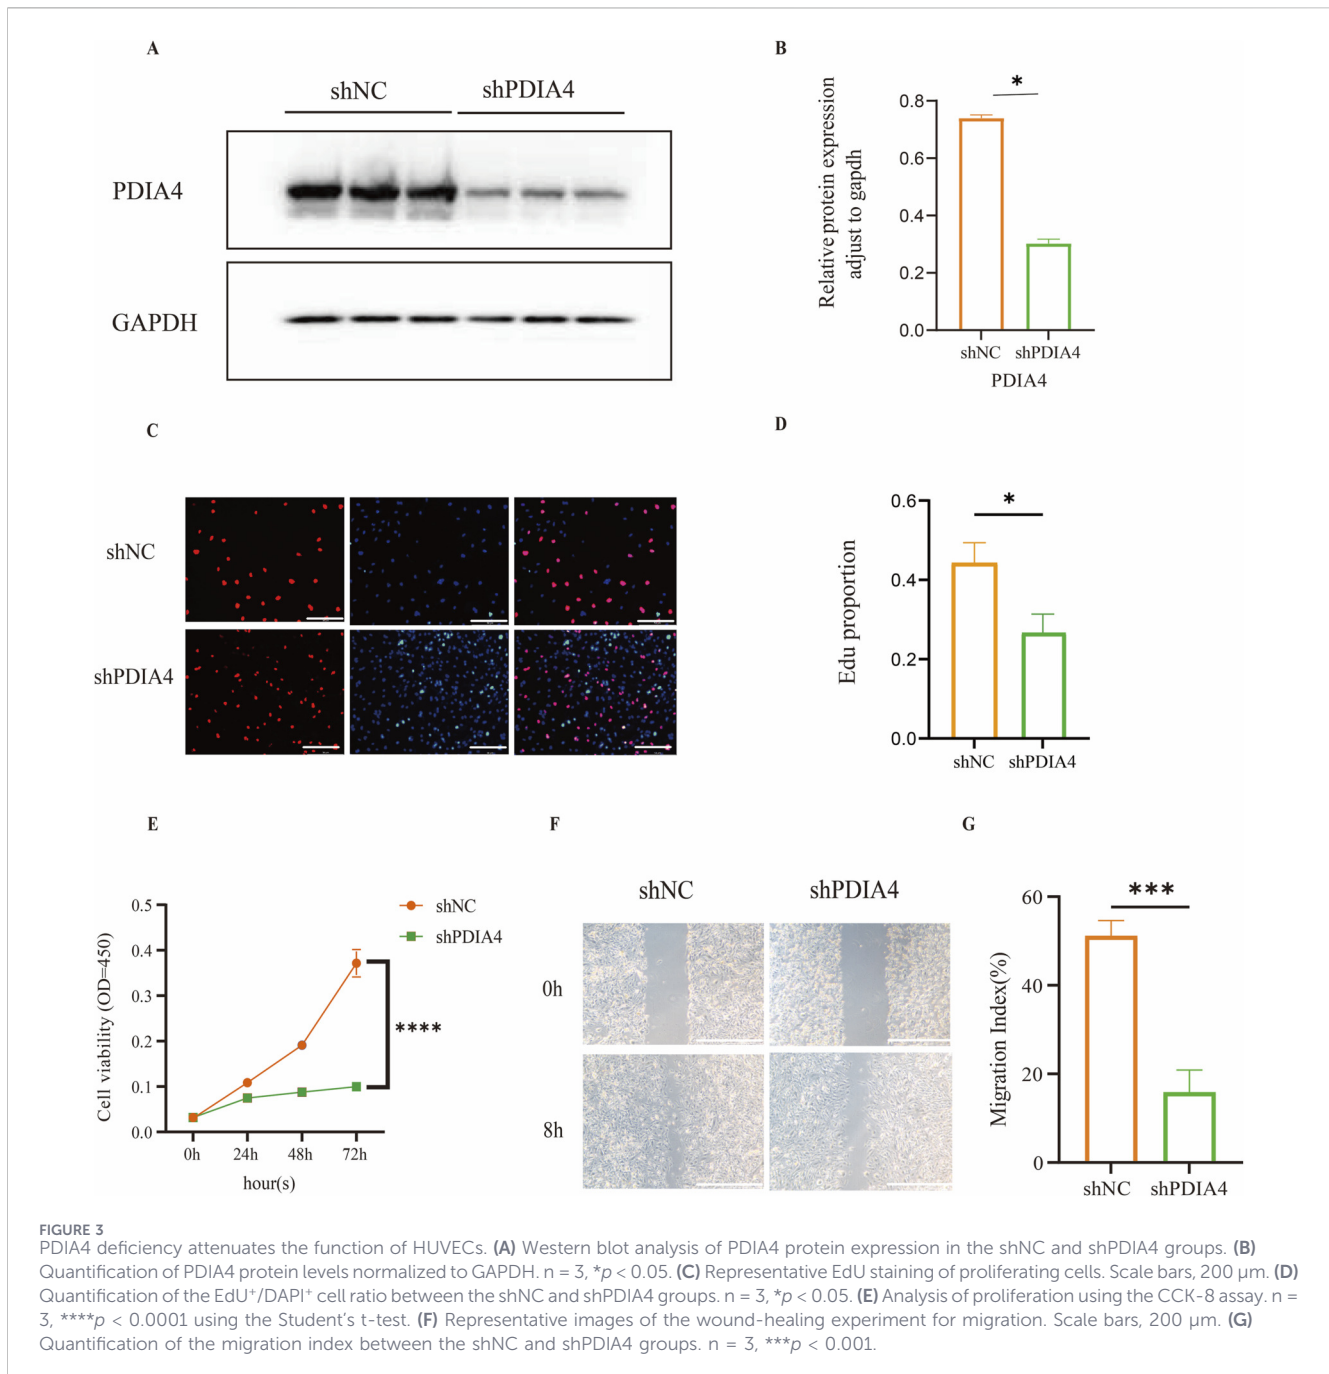 A
shNC shPDIA4
PDIA4
GAPDH
B
*
Relative protein expression
adjust to gapdh
0.8
0.6
0.4
0.2
0.0
shNC shPDIA4
PDIA4
C
shNC
shPDIA4
D
*
Edu proportion
0.6
0.4
0.2
0.0
shNC shPDIA4
E
Cell viability (OD=450)
0.5
0.4
0.3
0.2
0.1
0.0
0h 24h 48h 72h
hour(s)
shNC
shPDIA4
****
F
shNC shPDIA4
0h
8h
G
***
Migration Index(%)
60
40
20
0
shNC shPDIA4
FIGURE 3
PDIA4 deficiency attenuates the function of HUVECs. (A) Western blot analysis of PDIA4 protein expression in the shNC and shPDIA4 groups. (B)
Quantification of PDIA4 protein levels normalized to GAPDH. n = 3, *p < 0.05. (C) Representative EdU staining of proliferating cells. Scale bars, 200 μm. (D)
Quantification of the EdU⁺/DAPI⁺ cell ratio between the shNC and shPDIA4 groups. n = 3, *p < 0.05. (E) Analysis of proliferation using the CCK-8 assay. n =
3, ****p < 0.0001 using the Student's t-test. (F) Representative images of the wound-healing experiment for migration. Scale bars, 200 μm. (G)
Quantification of the migration index between the shNC and shPDIA4 groups. n = 3, ***p < 0.001.